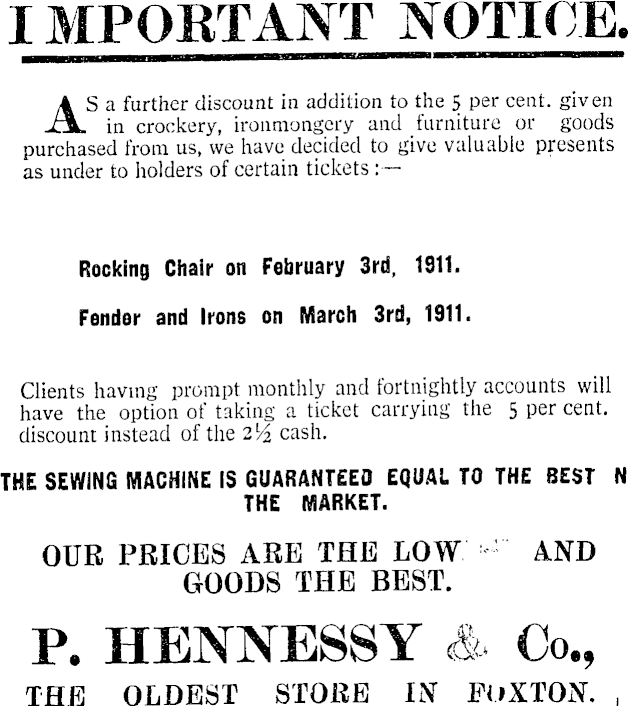 IMPORTANT NOTICE.
AS a further discount in addition to the 5 per cent. given
in crockery, ironmongery and furniture or goods
purchased from us, we have decided to give valuable presents
as under to holders of certain tickets :—
Rocking Chair on February 3rd, 1911.
Fender and Irons on March 3rd, 1911.
Clients having prompt monthly and fortnightly accounts will
have the option of taking a ticket carrying the 5 per cent.
discount instead of the 2½ cash.
THE SEWING MACHINE IS GUARANTEED EQUAL TO THE BEST N
THE MARKET.
OUR PRICES ARE THE LOW AND
GOODS THE BEST.
P. HENNESSY & Co.,
THE OLDEST STORE IN FOXTON.